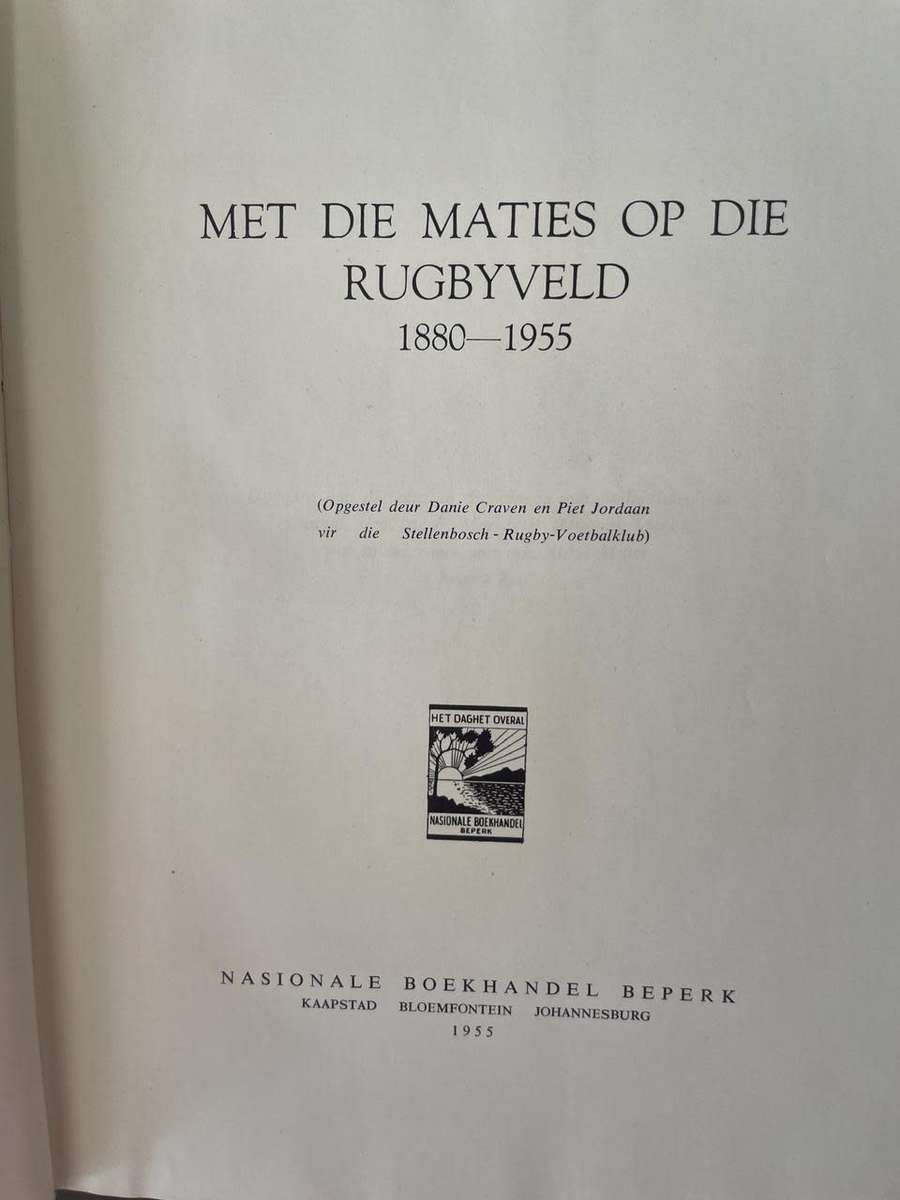 MET DIE MATIES OP DIE
RUGBYVELD
1880—1955
(Opgestel deur Danie Craven en Piet Jordaan
vir die Stellenbosch-Rugby-Voetbalklub)
HET DAGHET OVERAL
NASIONALE BOEKHANDEL
BEPERK
NASIONALE BOEKHANDEL BEPERK
KAAPSTAD BLOEMFONTEIN JOHANNESBURG
1955